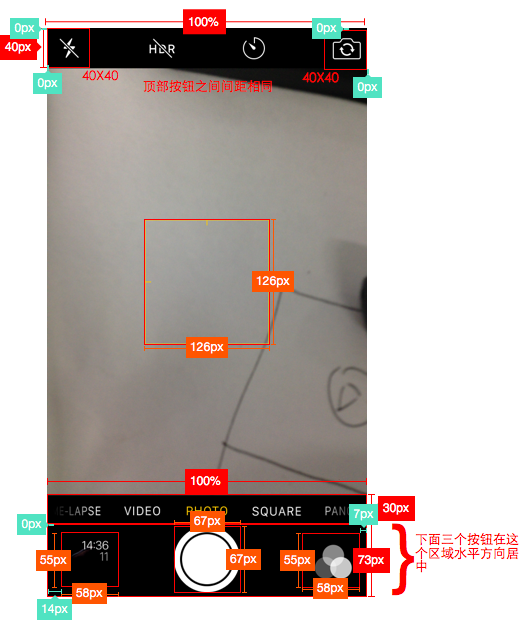 100%
0px
0px
40px
HDR
0px
40X40
40X40
0px
顶部按钮之间间距相同
126px
126px
100%
E-LAPSE VIDEO PHOTO SQUARE PAN
30px
7px
0px
67px
下面三个按钮在这
个区域水平方向居
中
14:36
11
55px
67px
55px
73px
58px
58px
14px